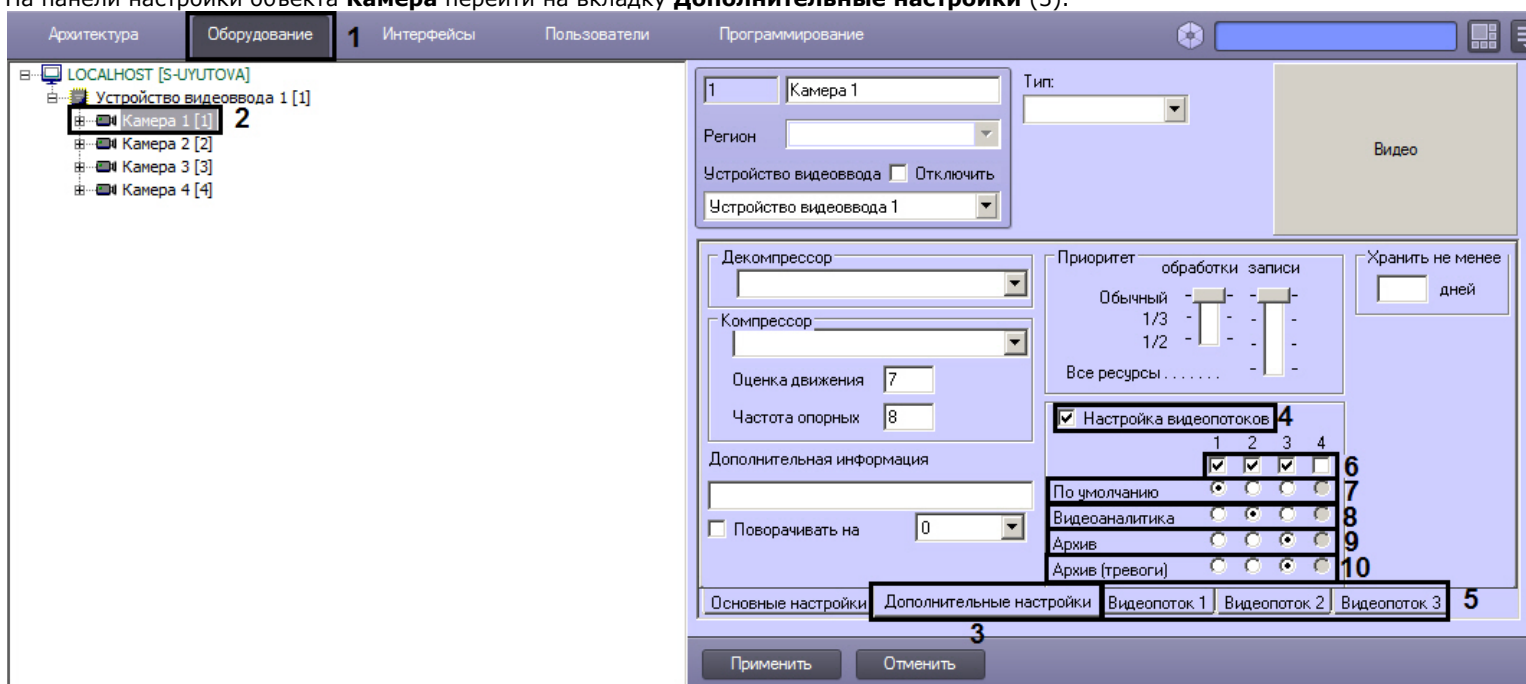 На панели настройки объекта Камера перейти на вкладку Дополнительные настройки (3).
Архитектура Оборудование 1 Интерфейсы Пользователи Программирование
LOCALHOST [S-UYUTOVA]
Устройство видеоввода 1 [1]
Камера 1 [1] 2
Камера 2 [2]
Камера 3 [3]
Камера 4 [4]
1 Камера 1 Тип:
Регион
Видео
Устройство видеоввода Отключить
Устройство видеоввода 1
Декомпрессор
Приоритет обработки записи
Хранить не менее
дней
Обычный
1/3
1/2
Все ресурсы.......
Компрессор
Оценка движения 7
Частота опорных 8
Настройка видеопотоков 4
1 2 3 4
6
По умолчанию 7
Видеоаналитика 8
Архив 9
Архив (тревоги) 10
Дополнительная информация
Поворачивать на 0
Основные настройки Дополнительные настройки Видеопоток 1 Видеопоток 2 Видеопоток 3 5
3
Применить Отменить